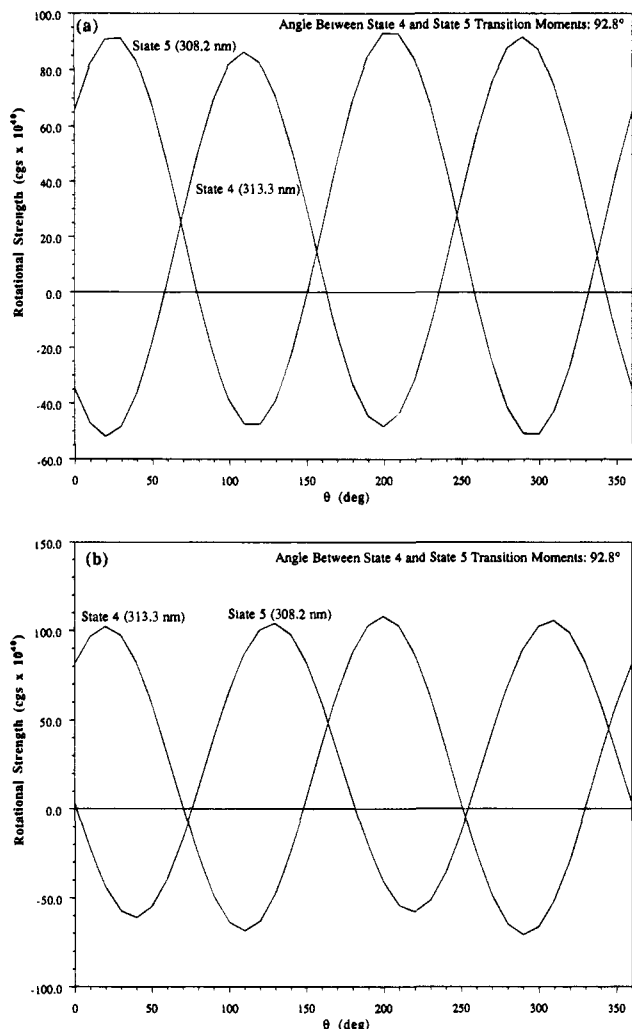 (a)
Angle Between State 4 and State 5 Transition Moments: 92.8°
State 5 (308.2 nm)
State 4 (313.3 nm)
Rotational Strength (cgs x 10⁴⁰)
100.0
80.0
60.0
40.0
20.0
0.0
-20.0
-40.0
-60.0
0 50 100 150 200 250 300 350
θ (deg)
(b)
Angle Between State 4 and State 5 Transition Moments: 92.8°
State 4 (313.3 nm)
State 5 (308.2 nm)
Rotational Strength (cgs x 10⁴⁰)
150.0
100.0
50.0
0.0
-50.0
-100.0
0 50 100 150 200 250 300 350
θ (deg)